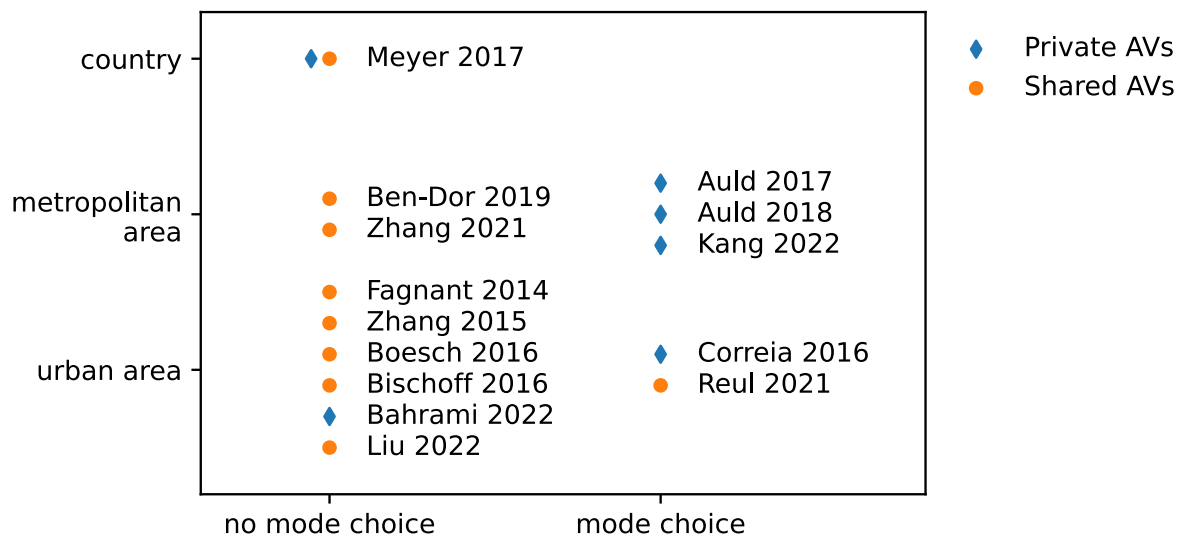 country
Meyer 2017
Private AVs
Shared AVs
metropolitan
area
Ben-Dor 2019
Zhang 2021
Auld 2017
Auld 2018
Kang 2022
urban area
Fagnant 2014
Zhang 2015
Boesch 2016
Bischoff 2016
Bahrami 2022
Liu 2022
Correia 2016
Reul 2021
no mode choice
mode choice